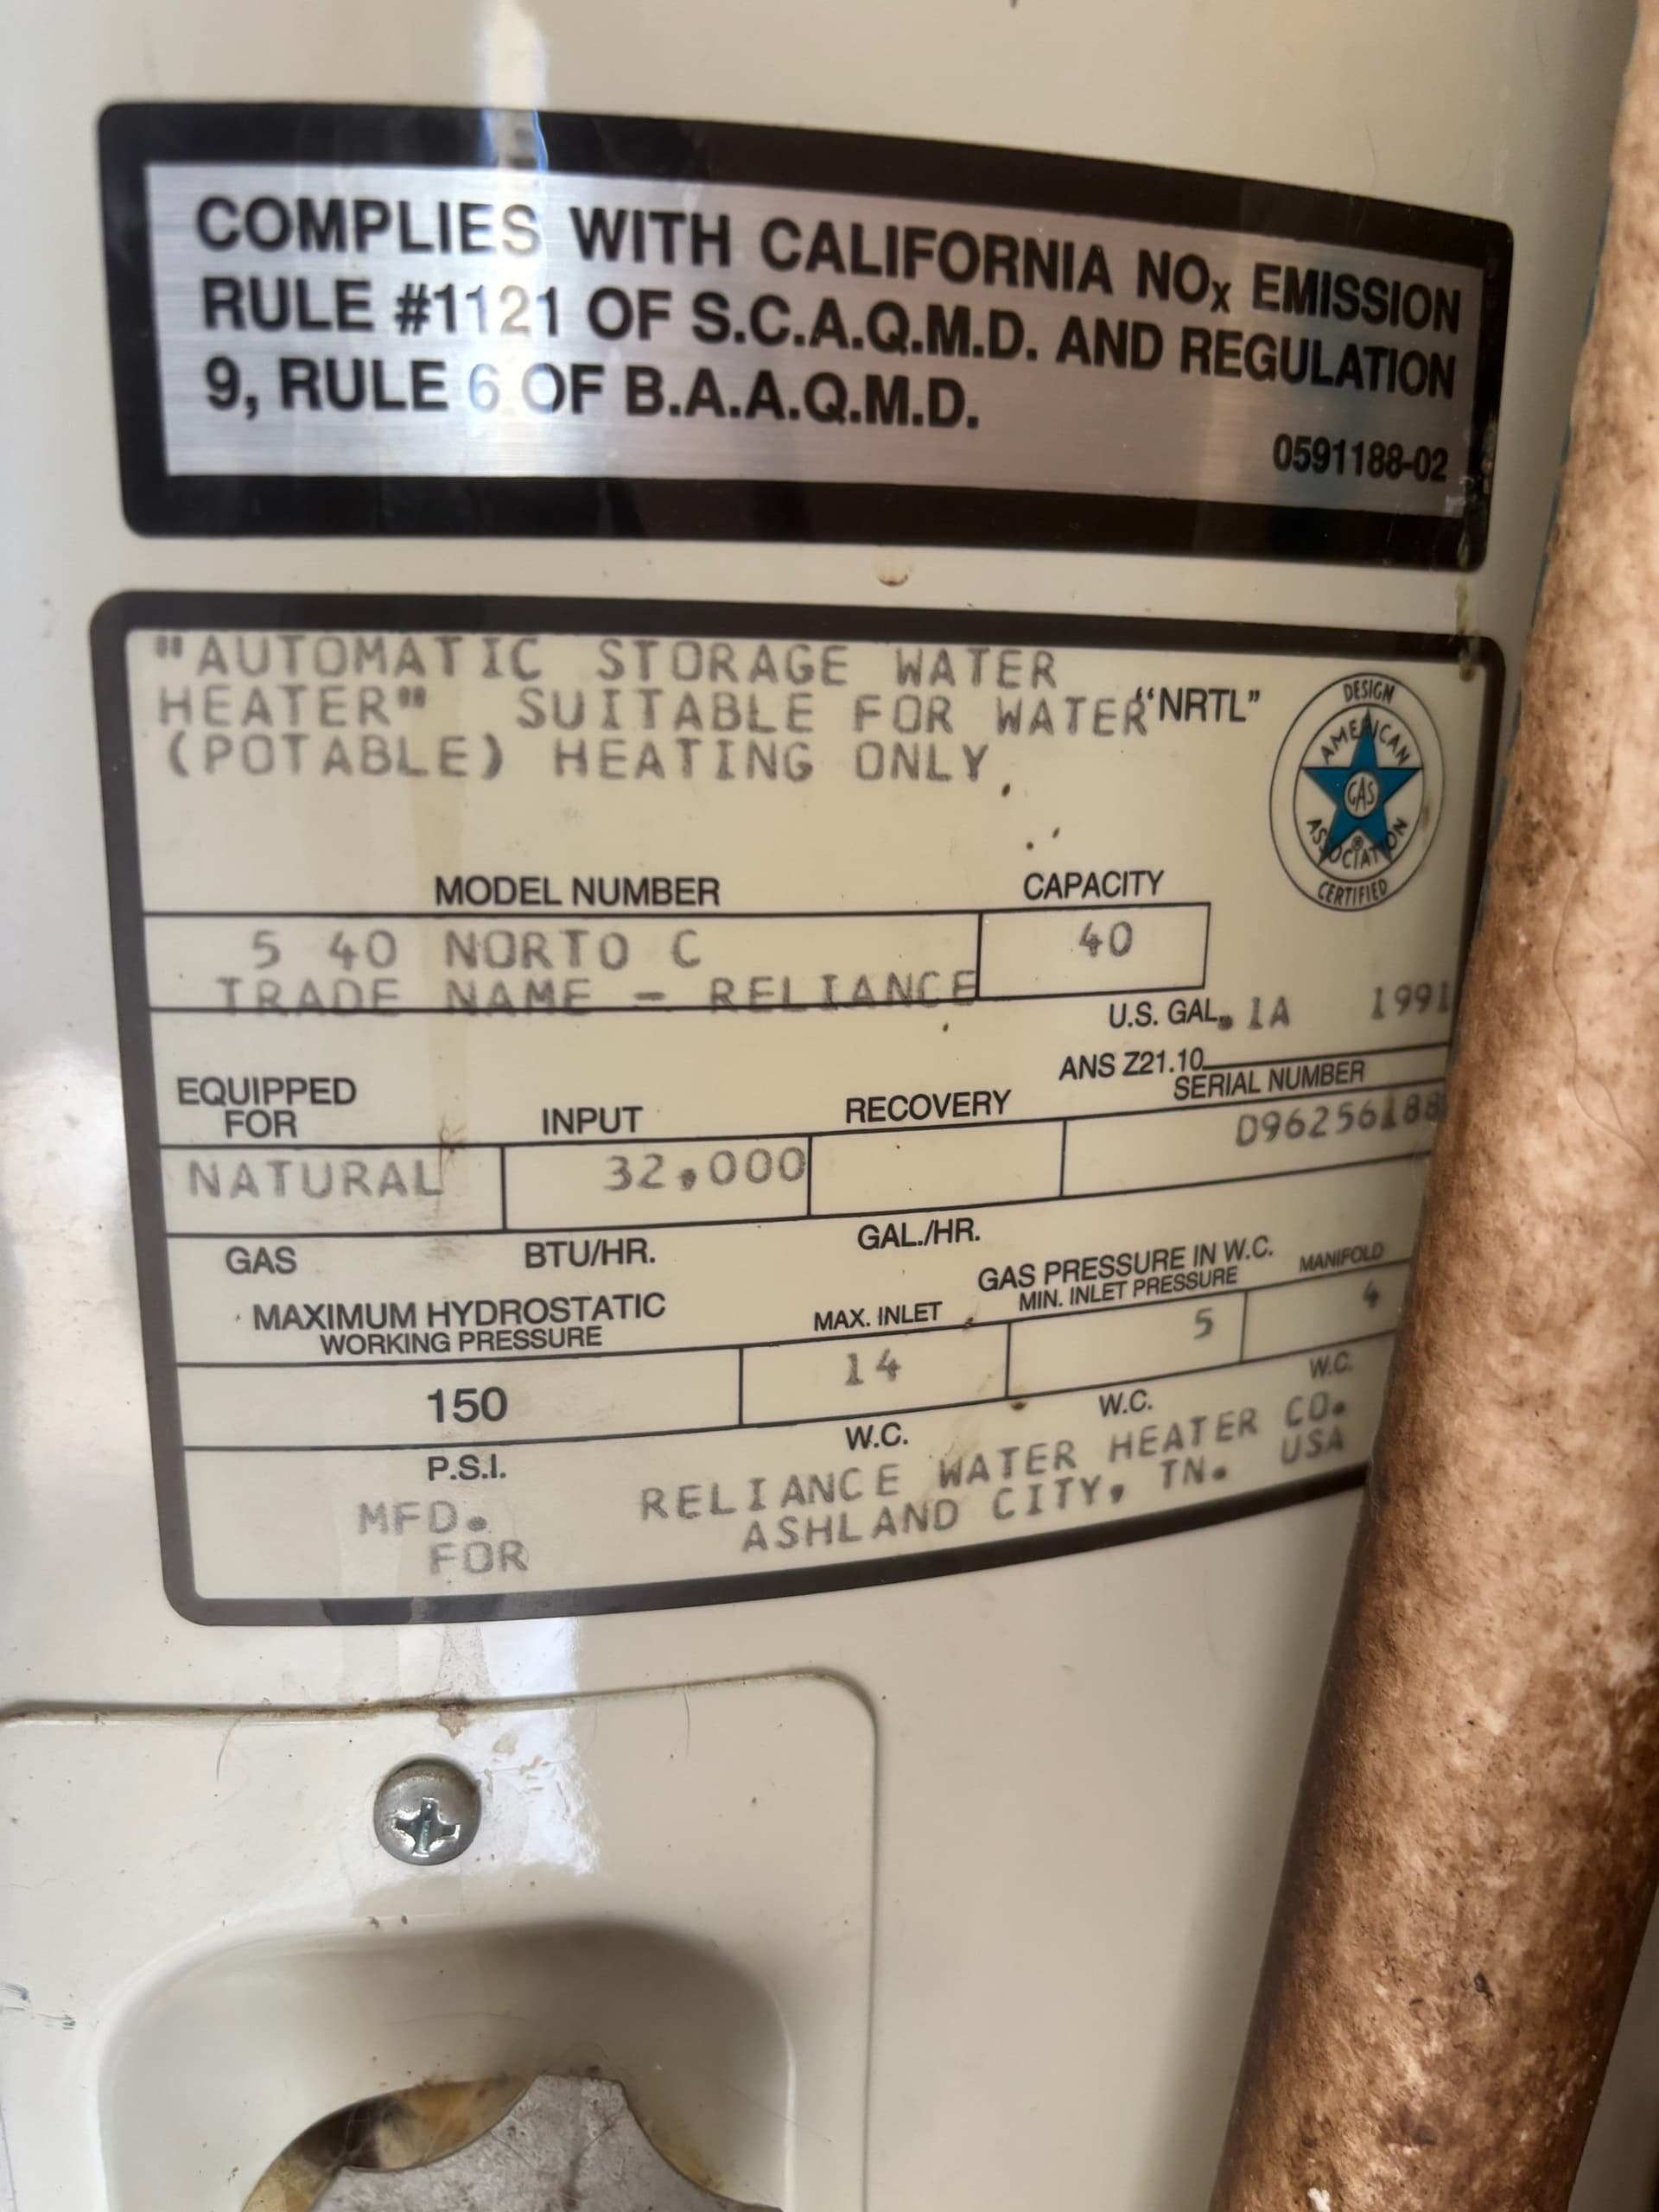 COMPLIES WITH CALIFORNIA NOx EMISSION
RULE #1121 OF S.C.A.Q.M.D. AND REGULATION
9, RULE 6 OF B.A.A.Q.M.D.
0591188-02
"AUTOMATIC STORAGE WATER
HEATER" SUITABLE FOR WATER "NRTL"
(POTABLE) HEATING ONLY.
DESIGN
AMERICAN
GAS
ASSOCIATION
®
CERTIFIED
MODEL NUMBER CAPACITY
5 40 NORTO C 40
TRADE NAME - RELIANCE
U.S. GAL. 1A 1991
ANS Z21.10
EQUIPPED
FOR INPUT RECOVERY SERIAL NUMBER
NATURAL 32,000 D96256188
GAS BTU/HR. GAL./HR.
GAS PRESSURE IN W.C.
MAXIMUM HYDROSTATIC
WORKING PRESSURE MAX. INLET MIN. INLET PRESSURE MANIFOLD
150 14 5 4
P.S.I. W.C. W.C. W.C.
MFD. RELIANCE WATER HEATER CO.
FOR ASHLAND CITY, TN. USA